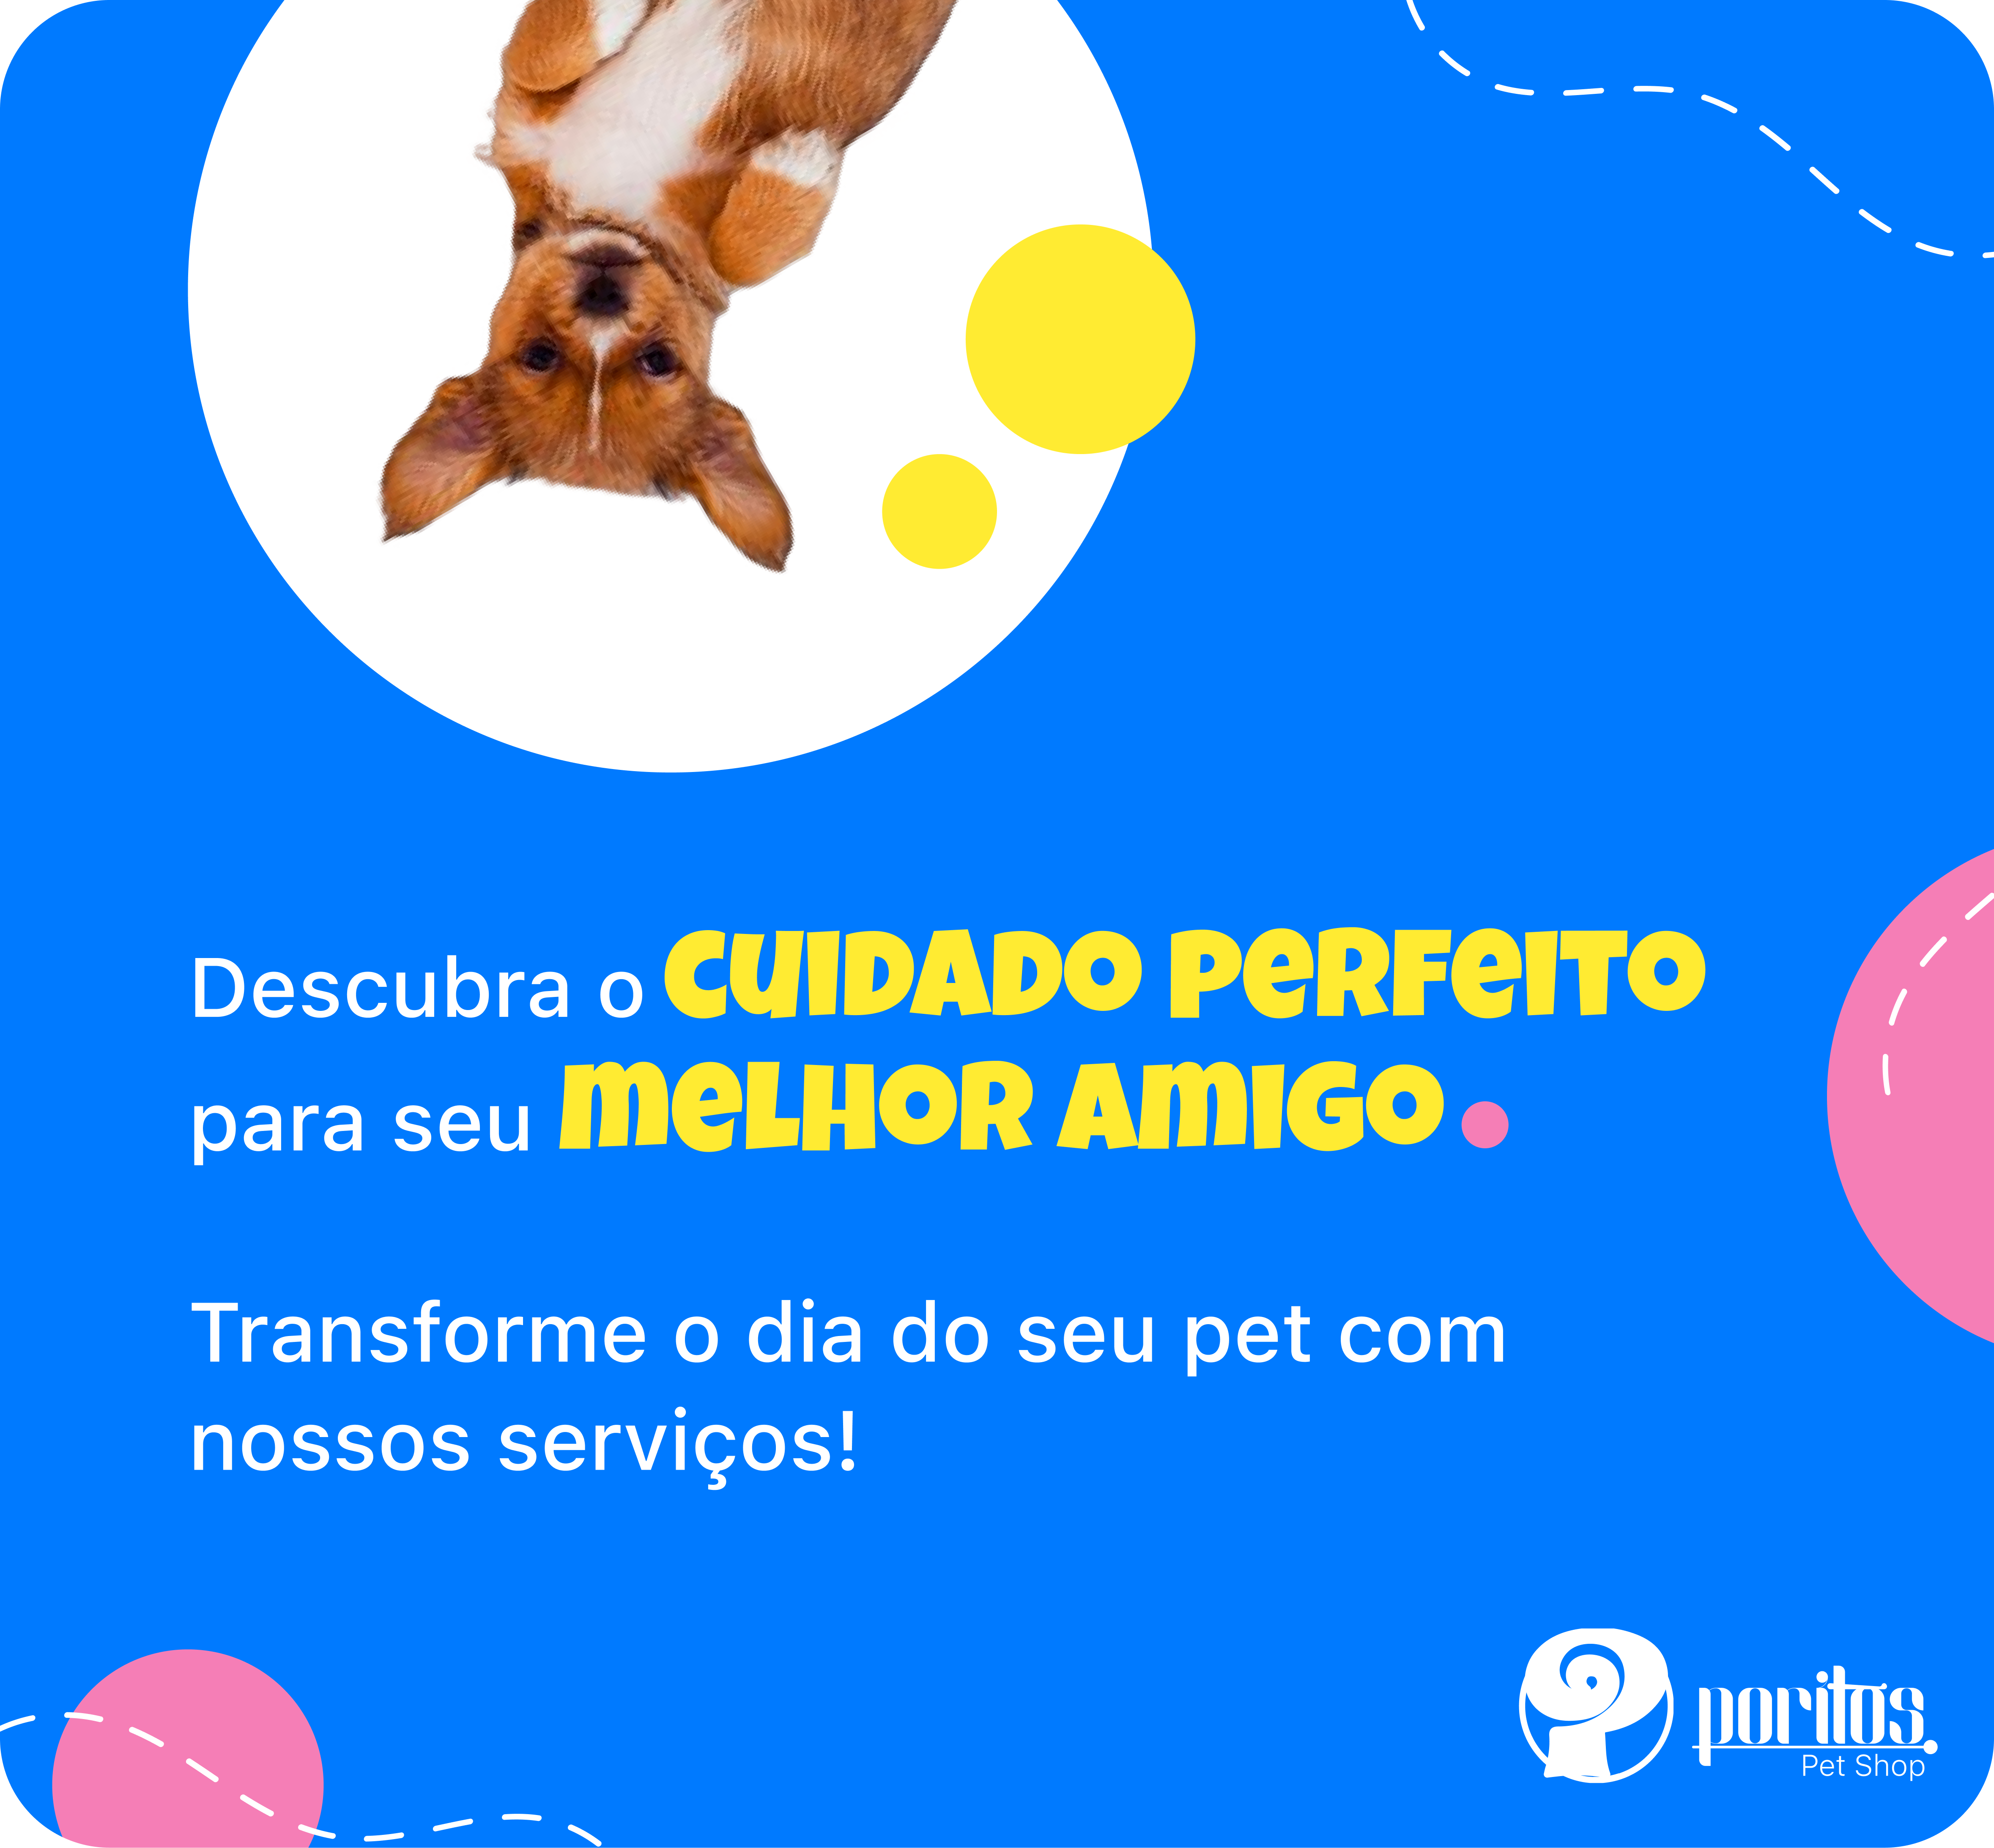 Descubra o CUIDADO PERFEITO
para seu MELHOR AMIGO.
Transforme o dia do seu pet com
nossos serviços!
poritos
Pet Shop